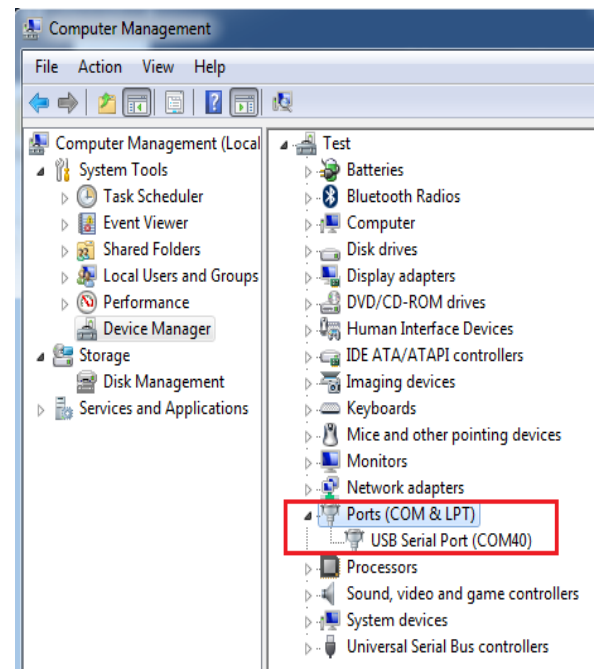 Computer Management
File Action View Help
Computer Management (Local
System Tools
Task Scheduler
Event Viewer
Shared Folders
Local Users and Groups
Performance
Device Manager
Storage
Disk Management
Services and Applications
Test
Batteries
Bluetooth Radios
Computer
Disk drives
Display adapters
DVD/CD-ROM drives
Human Interface Devices
IDE ATA/ATAPI controllers
Imaging devices
Keyboards
Mice and other pointing devices
Monitors
Network adapters
Ports (COM & LPT)
USB Serial Port (COM40)
Processors
Sound, video and game controllers
System devices
Universal Serial Bus controllers